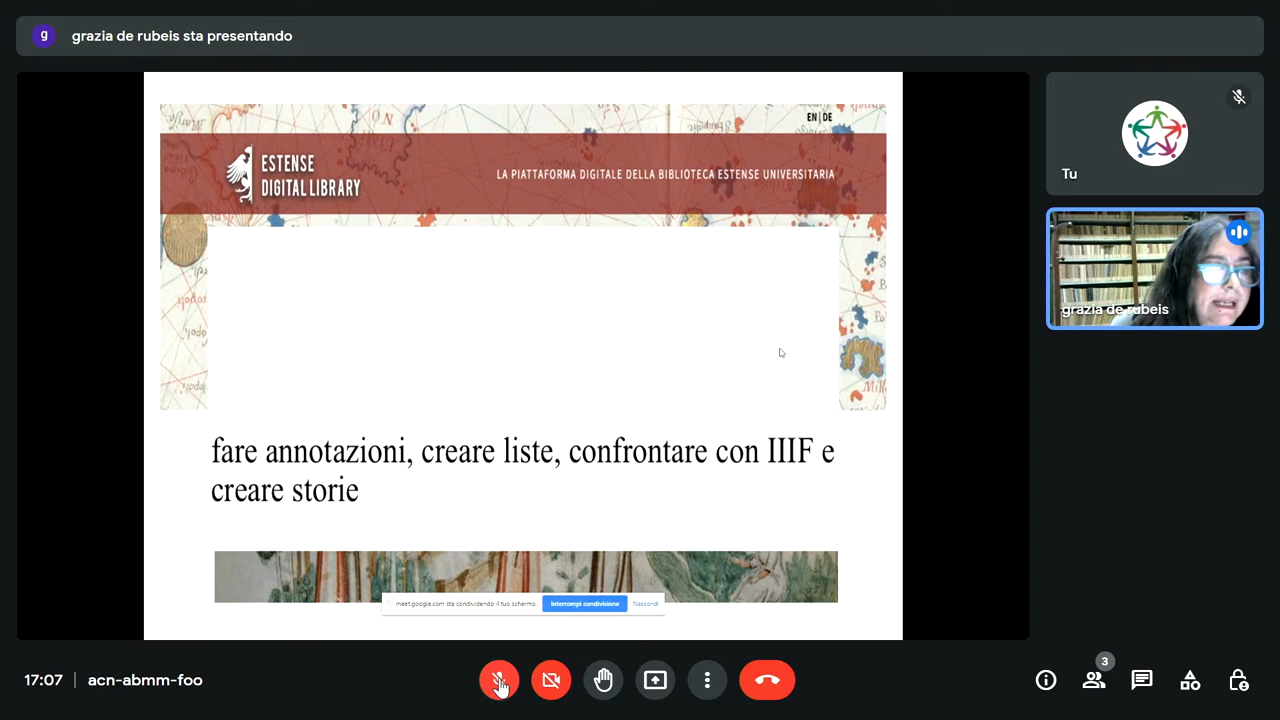 g
grazia de rubeis sta presentando
EN|DE
ESTENSE
DIGITAL LIBRARY
LA PIATTAFORMA DIGITALE DELLA BIBLIOTECA ESTENSE UNIVERSITARIA
Tu
grazia de rubeis
fare annotazioni, creare liste, confrontare con IIIF e
creare storie
meet.google.com sta condividendo il tuo schermo.
Interrompi condivisione
Nascondi
17:07
acn-abmm-foo
3